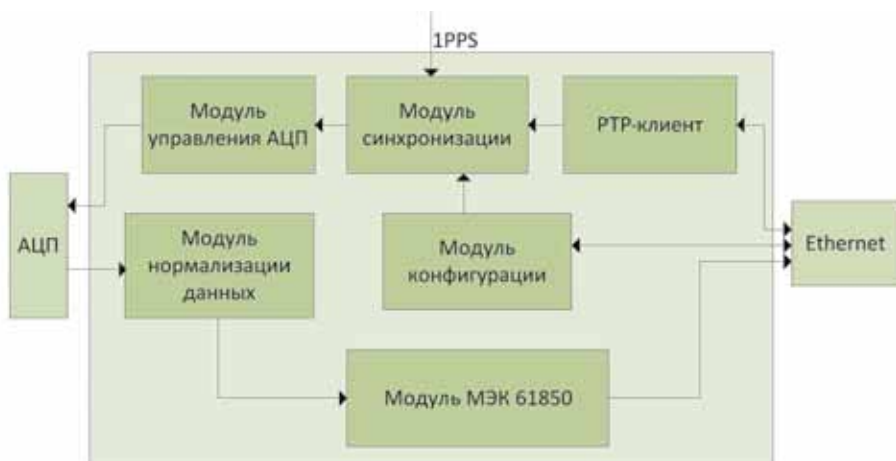 1PPS
Модуль
управления АЦП
Модуль
синхронизации
PTP-клиент
АЦП
Модуль
нормализации
данных
Модуль
конфигурации
Ethernet
Модуль МЭК 61850